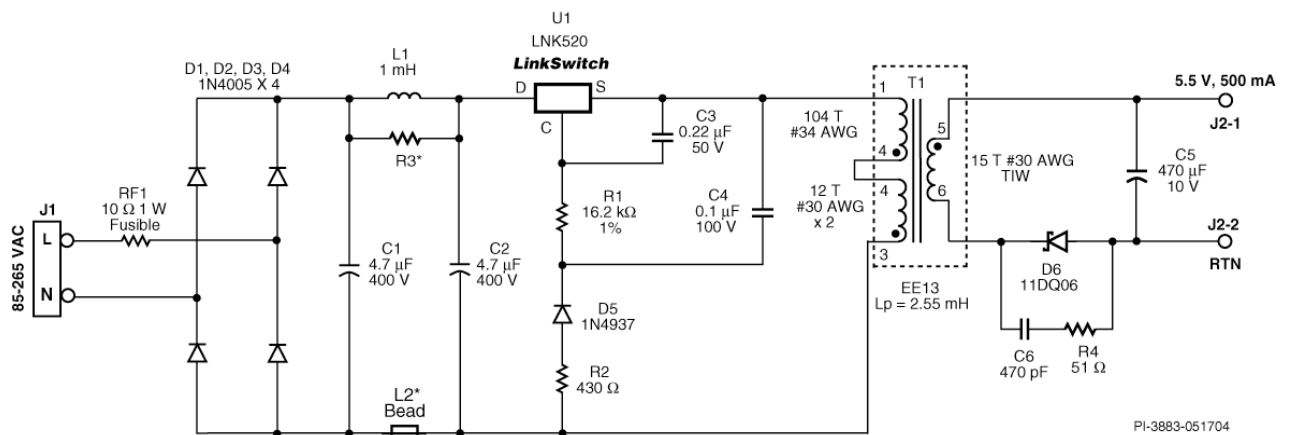 U1
LNK520
LinkSwitch
D1, D2, D3, D4
1N4005 X 4
L1
1 mH
D
S
C
R3*
C3
0.22 µF
50 V
T1
1
104 T
#34 AWG
4
4
12 T
#30 AWG
x 2
3
5
15 T #30 AWG
TIW
6
5.5 V, 500 mA
J2-1
C5
470 µF
10 V
J2-2
RTN
RF1
10 Ω 1 W
Fusible
J1
L
N
85-265 VAC
C1
4.7 µF
400 V
C2
4.7 µF
400 V
R1
16.2 kΩ
1%
C4
0.1 µF
100 V
D5
1N4937
R2
430 Ω
L2*
Bead
EE13
Lp = 2.55 mH
D6
11DQ06
C6
470 pF
R4
51 Ω
PI-3883-051704